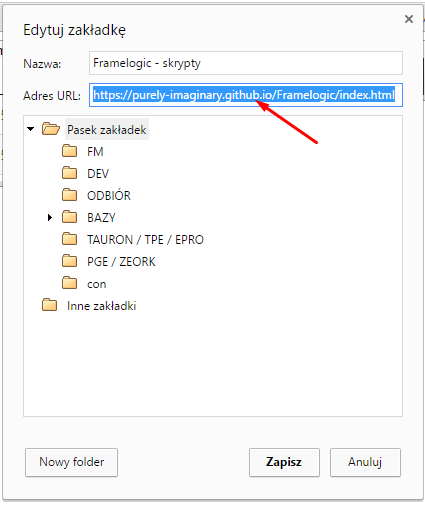 Edytuj zakładkę
Nazwa: Framelogic - skrypty
Adres URL: https://purely-imaginary.github.io/Framelogic/index.html
Pasek zakładek
FM
DEV
ODBIÓR
BAZY
TAURON / TPE / EPRO
PGE / ZEORK
con
Inne zakładki
Nowy folder Zapisz Anuluj